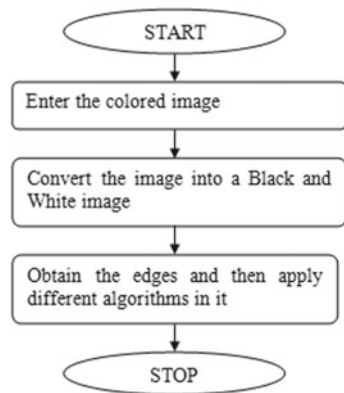 START
Enter the colored image
Convert the image into a Black and
White image
Obtain the edges and then apply
different algorithms in it
STOP